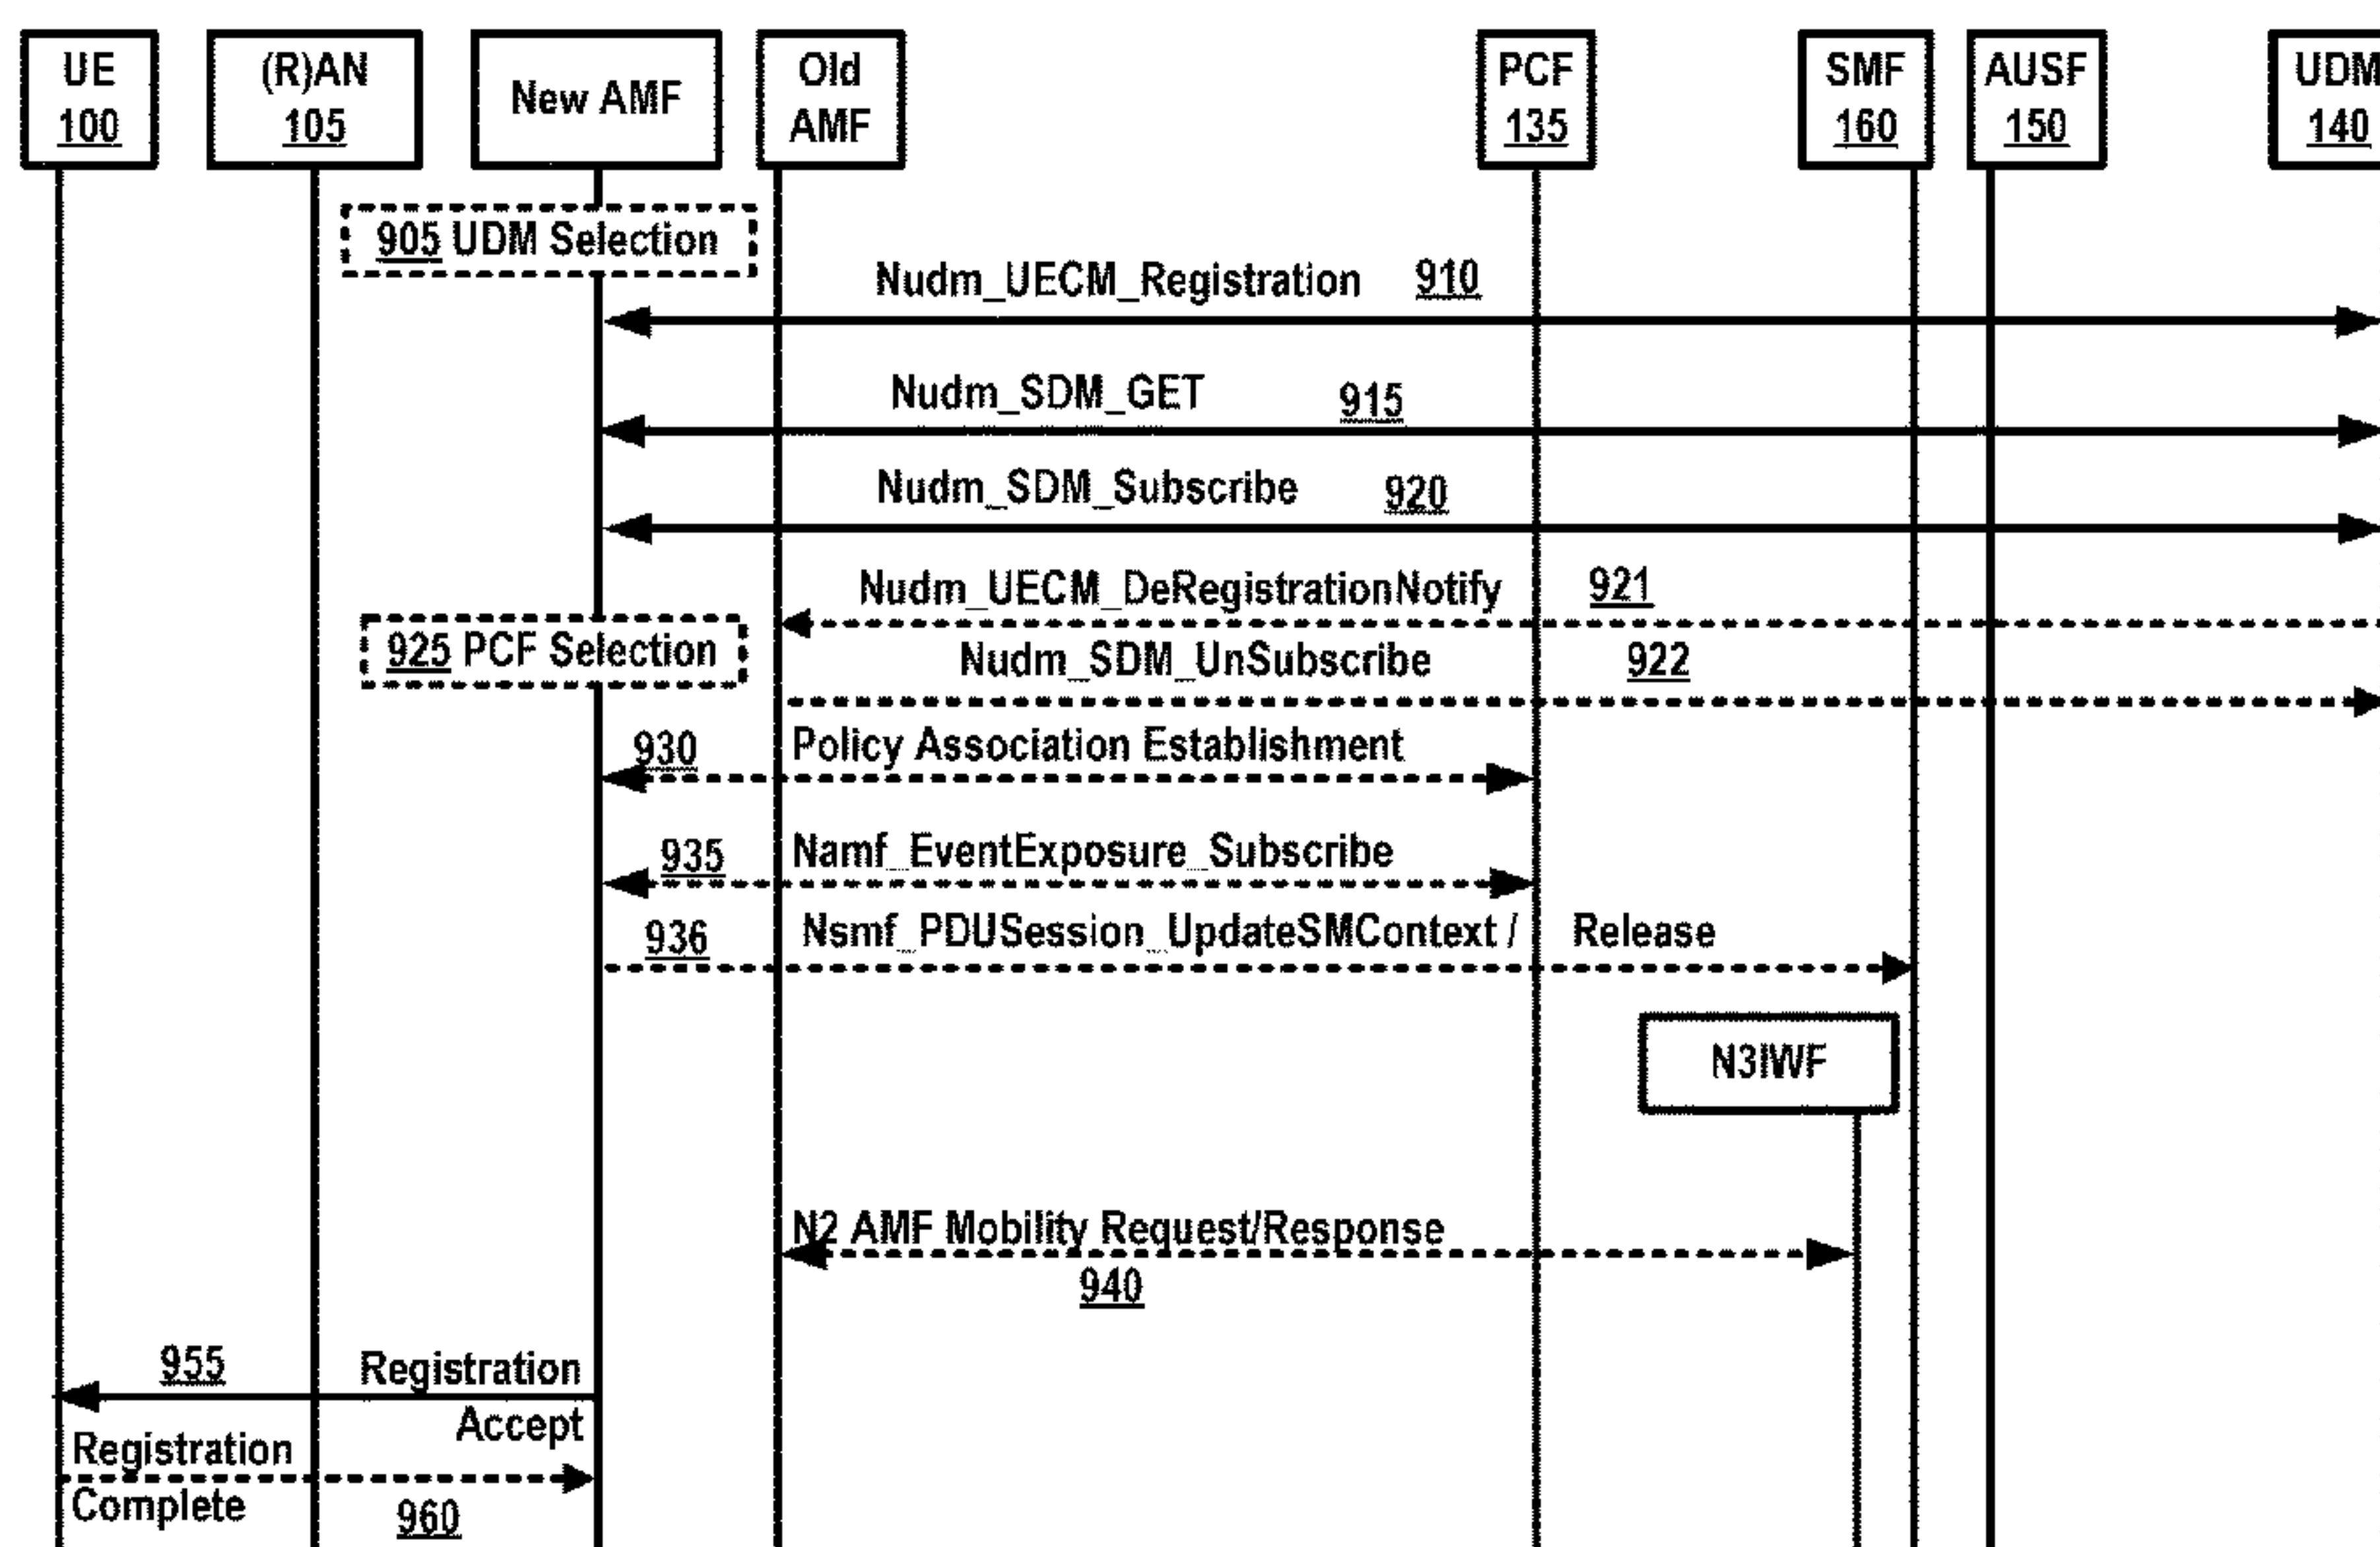 UE
100
(R)AN
105
New AMF
Old
AMF
PCF
135
SMF
160
AUSF
150
UDM
140
905 UDM Selection
Nudm_UECM_Registration 910
Nudm_SDM_GET 915
Nudm_SDM_Subscribe 920
Nudm_UECM_DeRegistrationNotify 921
925 PCF Selection
Nudm_SDM_UnSubscribe 922
930 Policy Association Establishment
935 Namf_EventExposure_Subscribe
936 Nsmf_PDUSession_UpdateSMContext / Release
N3IWF
N2 AMF Mobility Request/Response
940
955 Registration
Accept
Registration
Complete 960